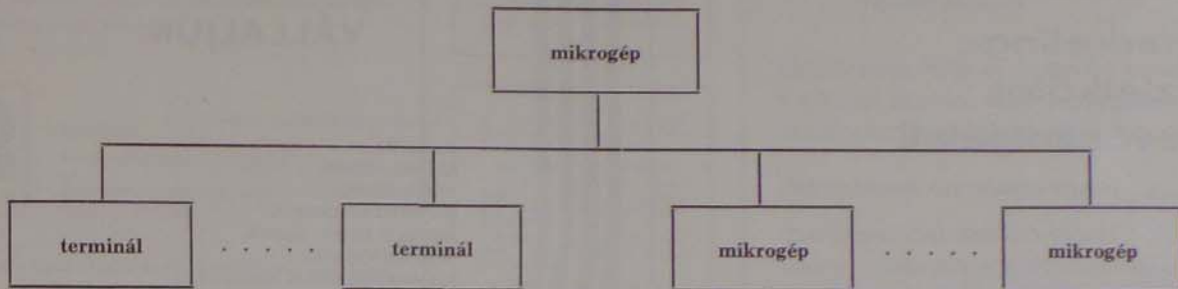 mikrogép
terminál . . . . . terminál mikrogép . . . . . mikrogép